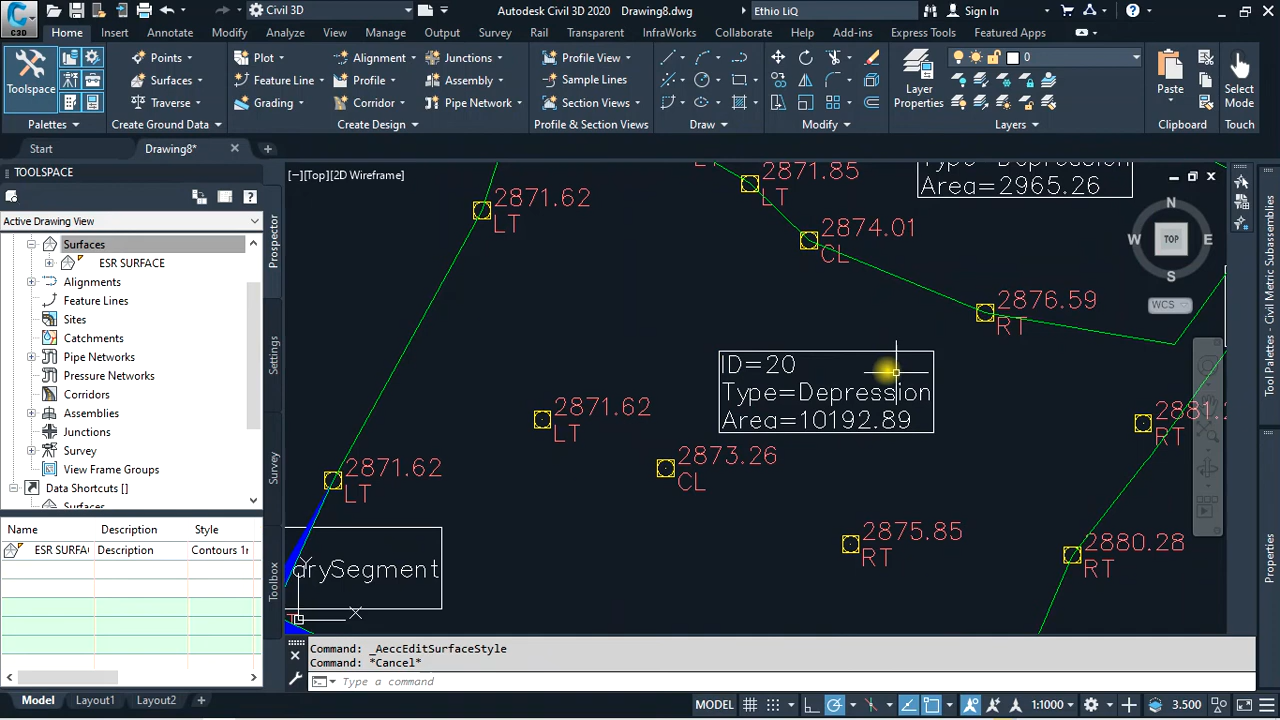 C3D
Civil 3D
Autodesk Civil 3D 2020 Drawing8.dwg
Ethio LiQ
Sign In
Home Insert Annotate Modify Analyze View Manage Output Survey Rail Transparent InfraWorks Collaborate Help Add-ins Express Tools Featured Apps
Toolspace
Points
Surfaces
Traverse
Plot
Feature Line
Grading
Alignment
Profile
Corridor
Junctions
Assembly
Pipe Network
Profile View
Sample Lines
Section Views
Layer
Properties
0
Paste
Select
Mode
Palettes Create Ground Data Create Design Profile & Section Views Draw Modify Layers Clipboard Touch
Start Drawing8*
TOOLSPACE
Active Drawing View
Surfaces
ESR SURFACE
Alignments
Feature Lines
Sites
Catchments
Pipe Networks
Pressure Networks
Corridors
Assemblies
Junctions
Survey
View Frame Groups
Data Shortcuts []
Surfaces
Name Description Style
ESR SURFA Description Contours 1r
Prospector
Settings
Survey
Toolbox
[−][Top][2D Wireframe]
2871.85
LT
Type=Depression
Area=2965.26
2871.62
LT
2874.01
CL
2876.59
RT
ID=20
Type=Depression
Area=10192.89
2871.62
LT
2881.2
RT
2871.62
LT
2873.26
CL
2875.85
RT
2880.28
RT
arySegment
Y
X
N
W TOP E
S
WCS
Tool Palettes - Civil Metric Subassemblies
Properties
Command: _AeccEditSurfaceStyle
Command: *Cancel*
Type a command
Model Layout1 Layout2
MODEL
1:1000
3.500